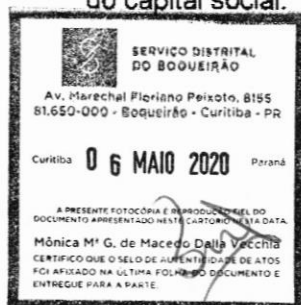 do capital social.
SERVIÇO DISTRITAL
DO BOQUEIRÃO
Av. Marechal Floriano Peixoto, 8155
81.650-000 - Boqueirão - Curitiba - PR
Curitiba 06 MAIO 2020 Paraná
A PRESENTE FOTOCÓPIA É REPRODUÇÃO FIEL DO
DOCUMENTO APRESENTADO NESTE CARTÓRIO NESTA DATA.
Mônica Mª G. de Macedo Dalla Vecchia
CERTIFICO QUE O SELO DE AUTENTICIDADE DE ATOS
FOI AFIXADO NA ÚLTIMA FOLHA DO DOCUMENTO E
ENTREGUE PARA A PARTE.